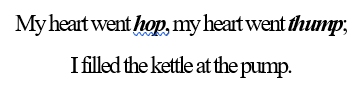 My heart went hop, my heart went thump;
I filled the kettle at the pump.